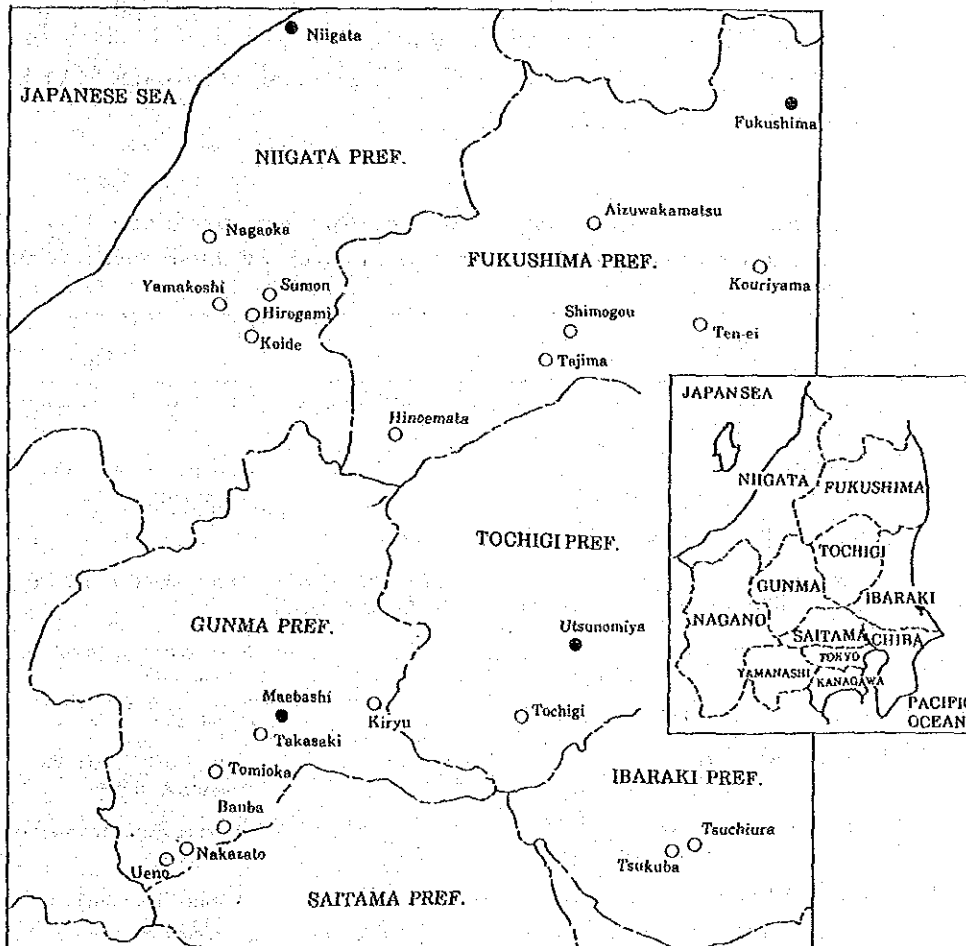 Niigata
JAPANESE SEA
Fukushima
NIIGATA PREF.
Aizuwakamatsu
Nagaoka
FUKUSHIMA PREF.
Kouriyama
Yamakoshi
Sumon
Hirogami
Shimogou
Ten-ei
Koide
Tajima
Hinoemata
JAPAN SEA
NIIGATA
FUKUSHIMA
TOCHIGI
GUNMA
IBARAKI
NAGANO
SAITAMA
CHIBA
TOKYO
YAMANASHI
KANAGAWA
PACIFIC
OCEAN
TOCHIGI PREF.
GUNMA PREF.
Utsunomiya
Maebashi
Kiryu
Tochigi
Takasaki
Tomioka
IBARAKI PREF.
Banba
Tsuchiura
Nakazato
Tsukuba
Ueno
SAITAMA PREF.